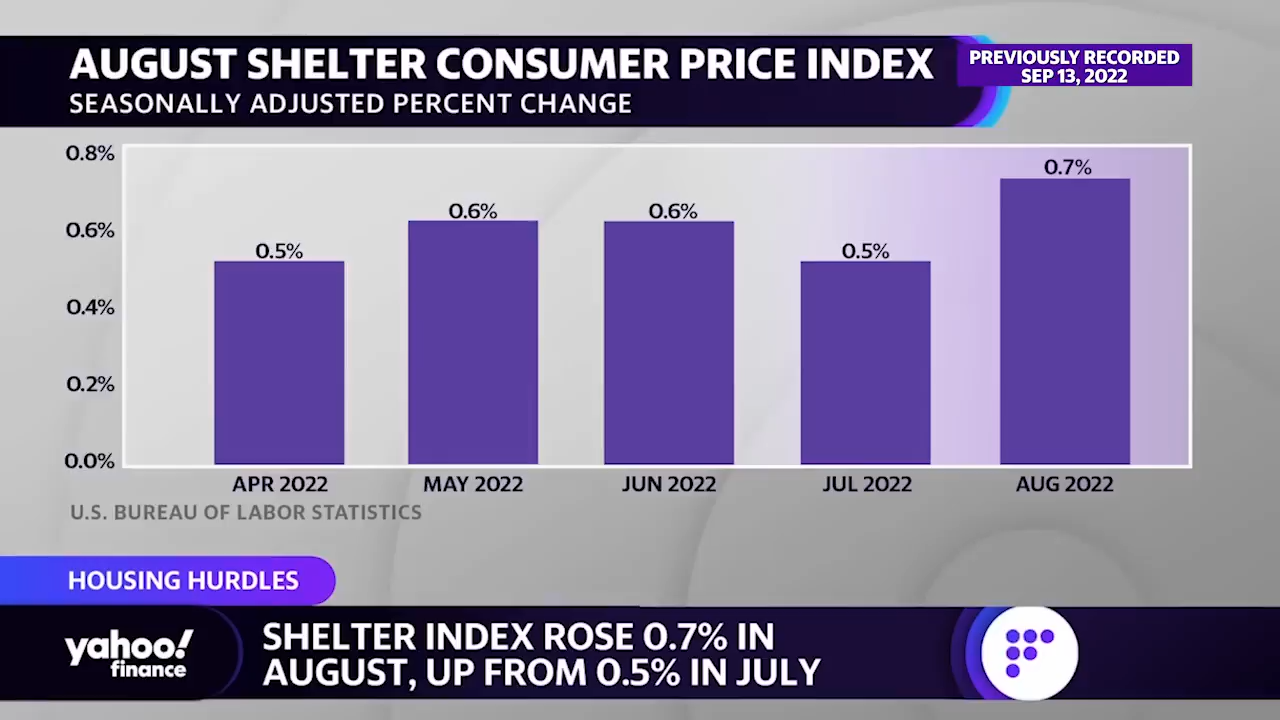 AUGUST SHELTER CONSUMER PRICE INDEX
SEASONALLY ADJUSTED PERCENT CHANGE
PREVIOUSLY RECORDED
SEP 13, 2022
0.8%
0.6%
0.4%
0.2%
0.0%
0.5%
0.6%
0.6%
0.5%
0.7%
APR 2022
MAY 2022
JUN 2022
JUL 2022
AUG 2022
U.S. BUREAU OF LABOR STATISTICS
HOUSING HURDLES
yahoo!
finance
SHELTER INDEX ROSE 0.7% IN
AUGUST, UP FROM 0.5% IN JULY